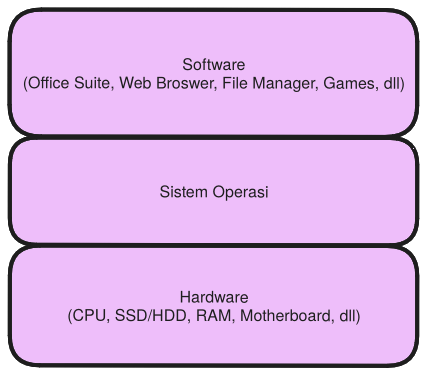 Software
(Office Suite, Web Broswer, File Manager, Games, dll)
Sistem Operasi
Hardware
(CPU, SSD/HDD, RAM, Motherboard, dll)